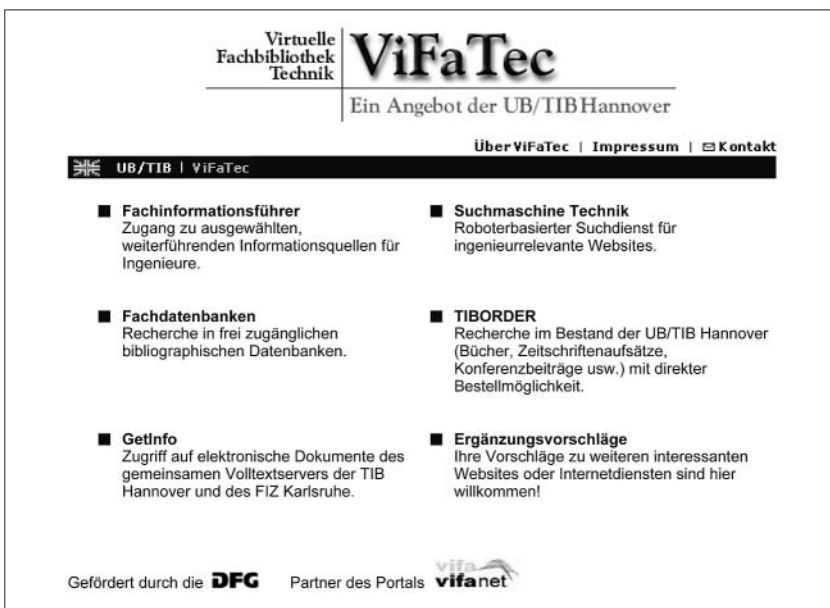 Virtuelle
Fachbibliothek
Technik
ViFaTec
Ein Angebot der UB/TIB Hannover
Über ViFaTec | Impressum | Kontakt
UB/TIB | ViFaTec
Fachinformationsführer
Zugang zu ausgewählten,
weiterführenden Informationsquellen für
Ingenieure.
Suchmaschine Technik
Roboterbasierter Suchdienst für
ingenieurrelevante Websites.
Fachdatenbanken
Recherche in frei zugänglichen
bibliographischen Datenbanken.
TIBORDER
Recherche im Bestand der UB/TIB Hannover
(Bücher, Zeitschriftenaufsätze,
Konferenzbeiträge usw.) mit direkter
Bestellmöglichkeit.
GetInfo
Zugriff auf elektronische Dokumente des
gemeinsamen Volltextservers der TIB
Hannover und des FIZ Karlsruhe.
Ergänzungsvorschläge
Ihre Vorschläge zu weiteren interessanten
Websites oder Internetdiensten sind hier
willkommen!
Gefördert durch die DFG Partner des Portals
vifa
vifanet